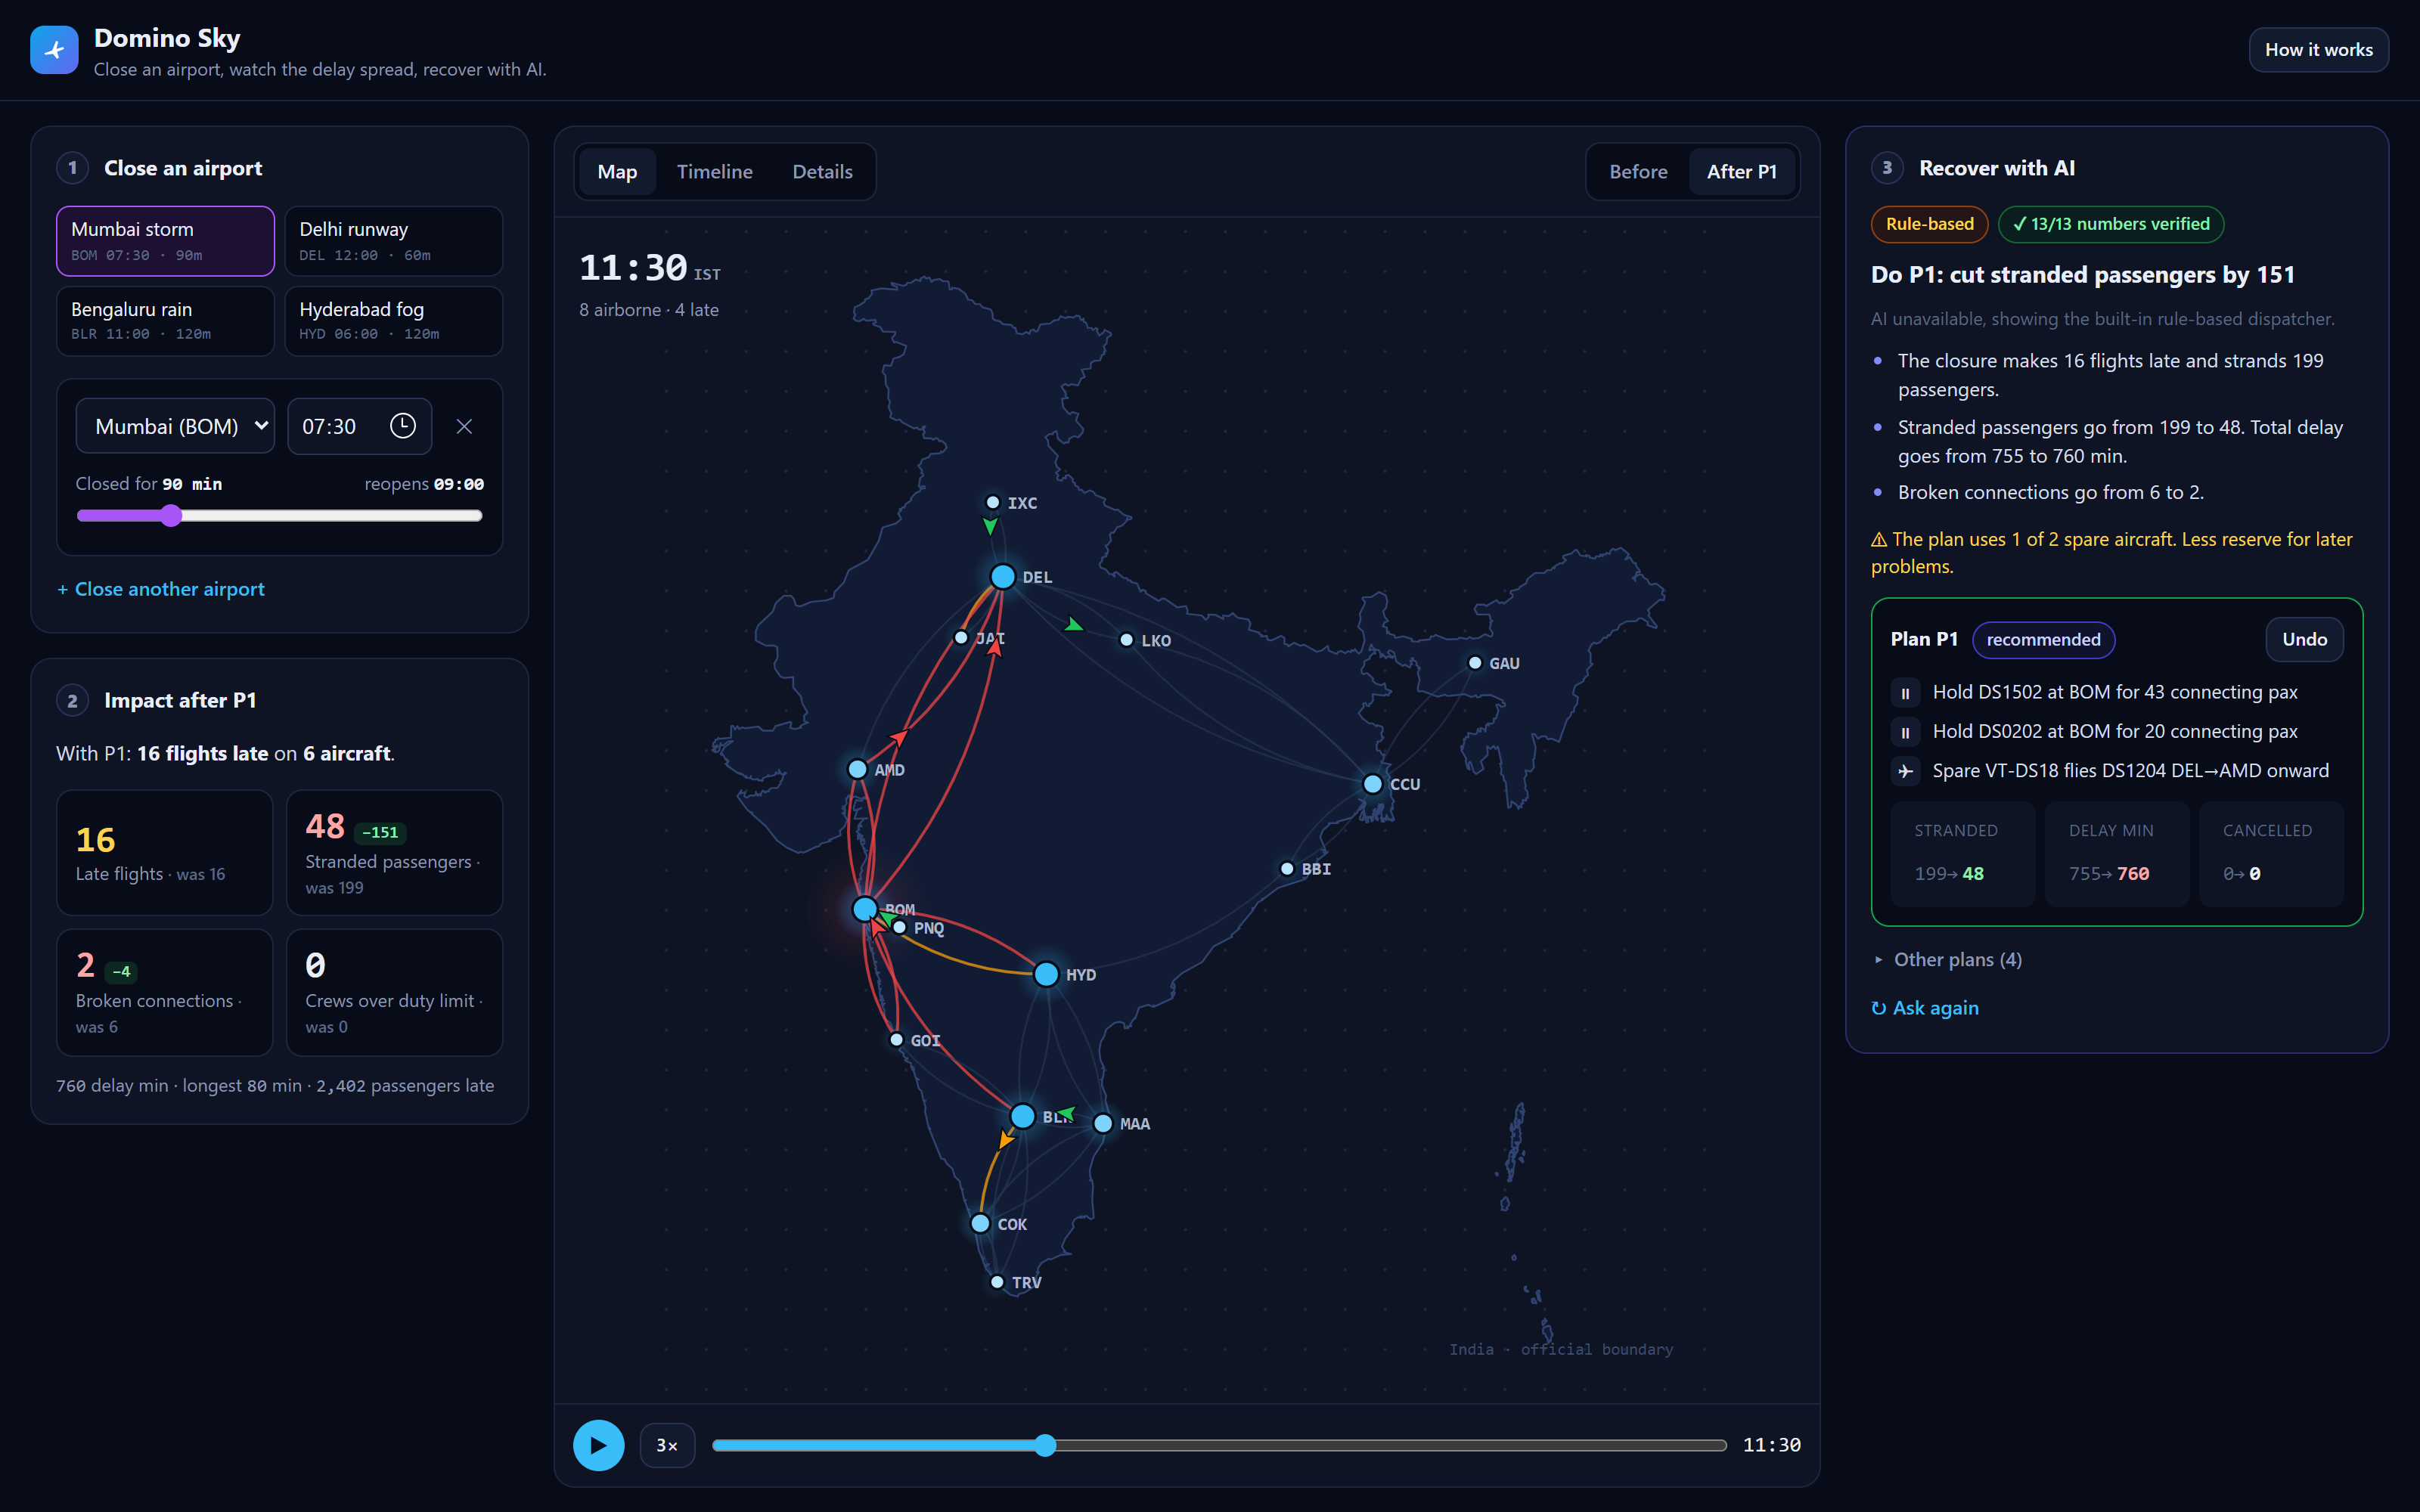 Domino Sky
Close an airport, watch the delay spread, recover with AI.
How it works
1 Close an airport
Mumbai storm
BOM 07:30 · 90m
Delhi runway
DEL 12:00 · 60m
Bengaluru rain
BLR 11:00 · 120m
Hyderabad fog
HYD 06:00 · 120m
Mumbai (BOM)
07:30
Closed for 90 min
reopens 09:00
+ Close another airport
2 Impact after P1
With P1: 16 flights late on 6 aircraft.
16
Late flights · was 16
48 −151
Stranded passengers ·
was 199
2 −4
Broken connections ·
was 6
0
Crews over duty limit ·
was 0
760 delay min · longest 80 min · 2,402 passengers late
Map Timeline Details
Before After P1
11:30 IST
8 airborne · 4 late
IXC
DEL
JAI
LKO
GAU
AMD
CCU
BBI
BOM
PNQ
HYD
GOI
BLR
MAA
COK
TRV
India · official boundary
3×
11:30
3 Recover with AI
Rule-based
✓ 13/13 numbers verified
Do P1: cut stranded passengers by 151
AI unavailable, showing the built-in rule-based dispatcher.
• The closure makes 16 flights late and strands 199
passengers.
• Stranded passengers go from 199 to 48. Total delay
goes from 755 to 760 min.
• Broken connections go from 6 to 2.
⚠ The plan uses 1 of 2 spare aircraft. Less reserve for later
problems.
Plan P1 recommended Undo
Hold DS1502 at BOM for 43 connecting pax
Hold DS0202 at BOM for 20 connecting pax
Spare VT-DS18 flies DS1204 DEL→AMD onward
STRANDED
199→ 48
DELAY MIN
755→ 760
CANCELLED
0→ 0
▸ Other plans (4)
↻ Ask again